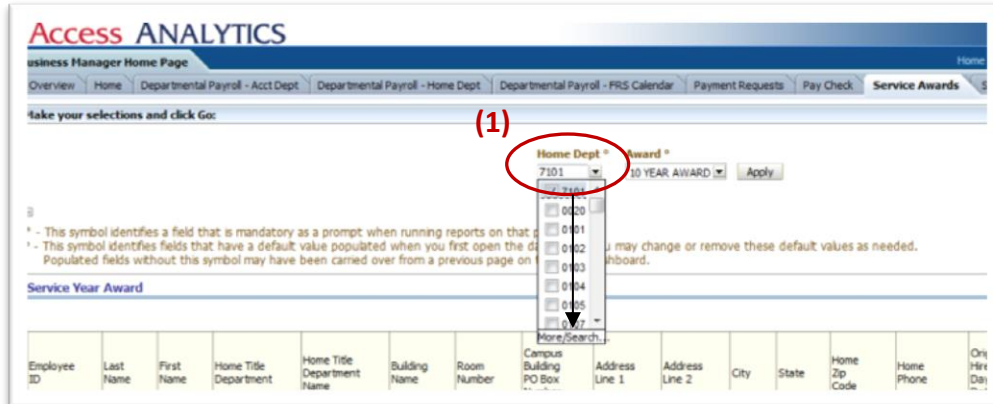 Access ANALYTICS
usiness Manager Home Page Home
Overview Home Departmental Payroll - Acct Dept Departmental Payroll - Home Dept Departmental Payroll - FRS Calendar Payment Requests Pay Check Service Awards S
Make your selections and click Go:
(1)
Home Dept * Award *
7101 10 YEAR AWARD Apply
7101
0020
0101
0102
0103
0104
0105
0107
More/Search...
* - This symbol identifies a field that is mandatory as a prompt when running reports on that
- This symbol identifies fields that have a default value populated when you first open the may change or remove these default values as needed.
Populated fields without this symbol may have been carried over from a previous page on
Service Year Award
Employee ID
Last Name
First Name
Home Title Department
Home Title Department Name
Building Name
Room Number
Campus Building PO Box
Address Line 1
Address Line 2
City
State
Home Zip Code
Home Phone